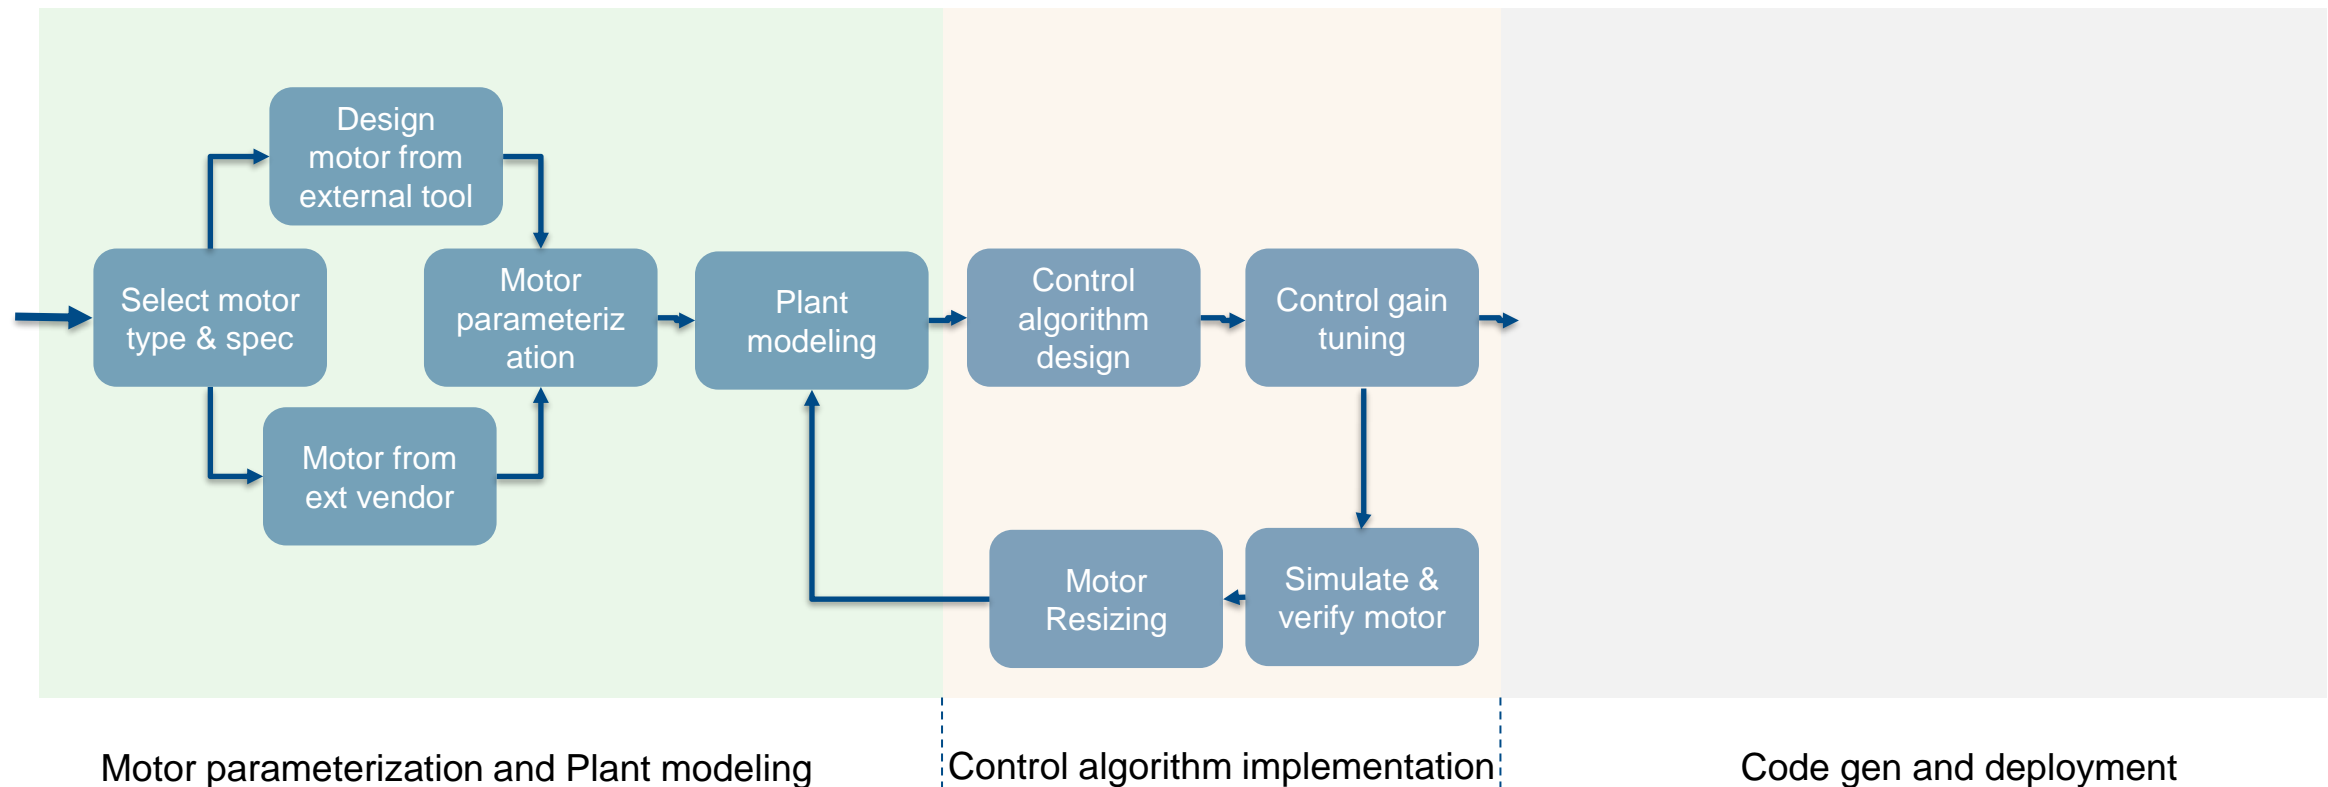 Design
motor from
external tool
Select motor
type & spec
Motor
parameteriz
ation
Plant
modeling
Control
algorithm
design
Control gain
tuning
Motor from
ext vendor
Motor
Resizing
Simulate &
verify motor
Motor parameterization and Plant modeling
Control algorithm implementation
Code gen and deployment